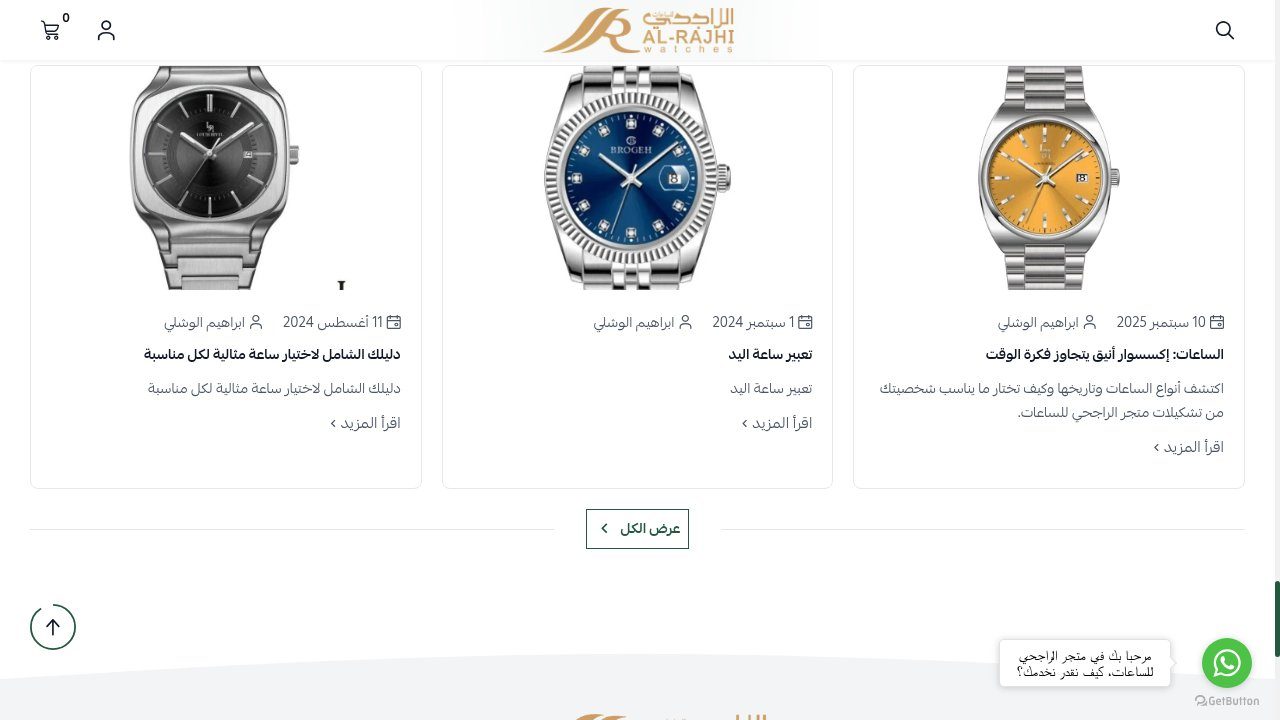 0
الراجحي للساعات
AL-RAJHI
watches
BROGEH
8
10 سبتمبر 2025
ابراهيم الوشلي
الساعات: إكسسوار أنيق يتجاوز فكرة الوقت
اكتشف أنواع الساعات وتاريخها وكيف تختار ما يناسب شخصيتك
من تشكيلات متجر الراجحي للساعات.
اقرأ المزيد
1 سبتمبر 2024
ابراهيم الوشلي
تعبير ساعة اليد
تعبير ساعة اليد
اقرأ المزيد
11 أغسطس 2024
ابراهيم الوشلي
دليلك الشامل لاختيار ساعة مثالية لكل مناسبة
دليلك الشامل لاختيار ساعة مثالية لكل مناسبة
اقرأ المزيد
عرض الكل
مرحبا بك في متجر الراجحي
للساعات، كيف نقدر نخدمك؟
GetButton